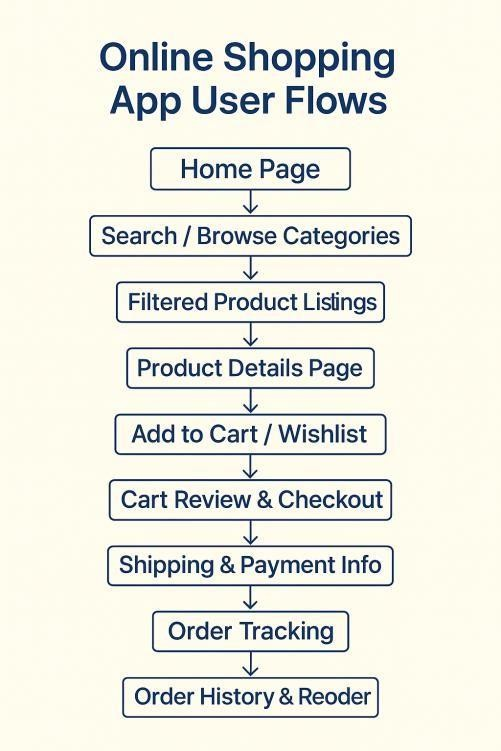 Online Shopping
App User Flows
Home Page
Search / Browse Categories
Filtered Product Listings
Product Details Page
Add to Cart / Wishlist
Cart Review & Checkout
Shipping & Payment Info
Order Tracking
Order History & Reoder